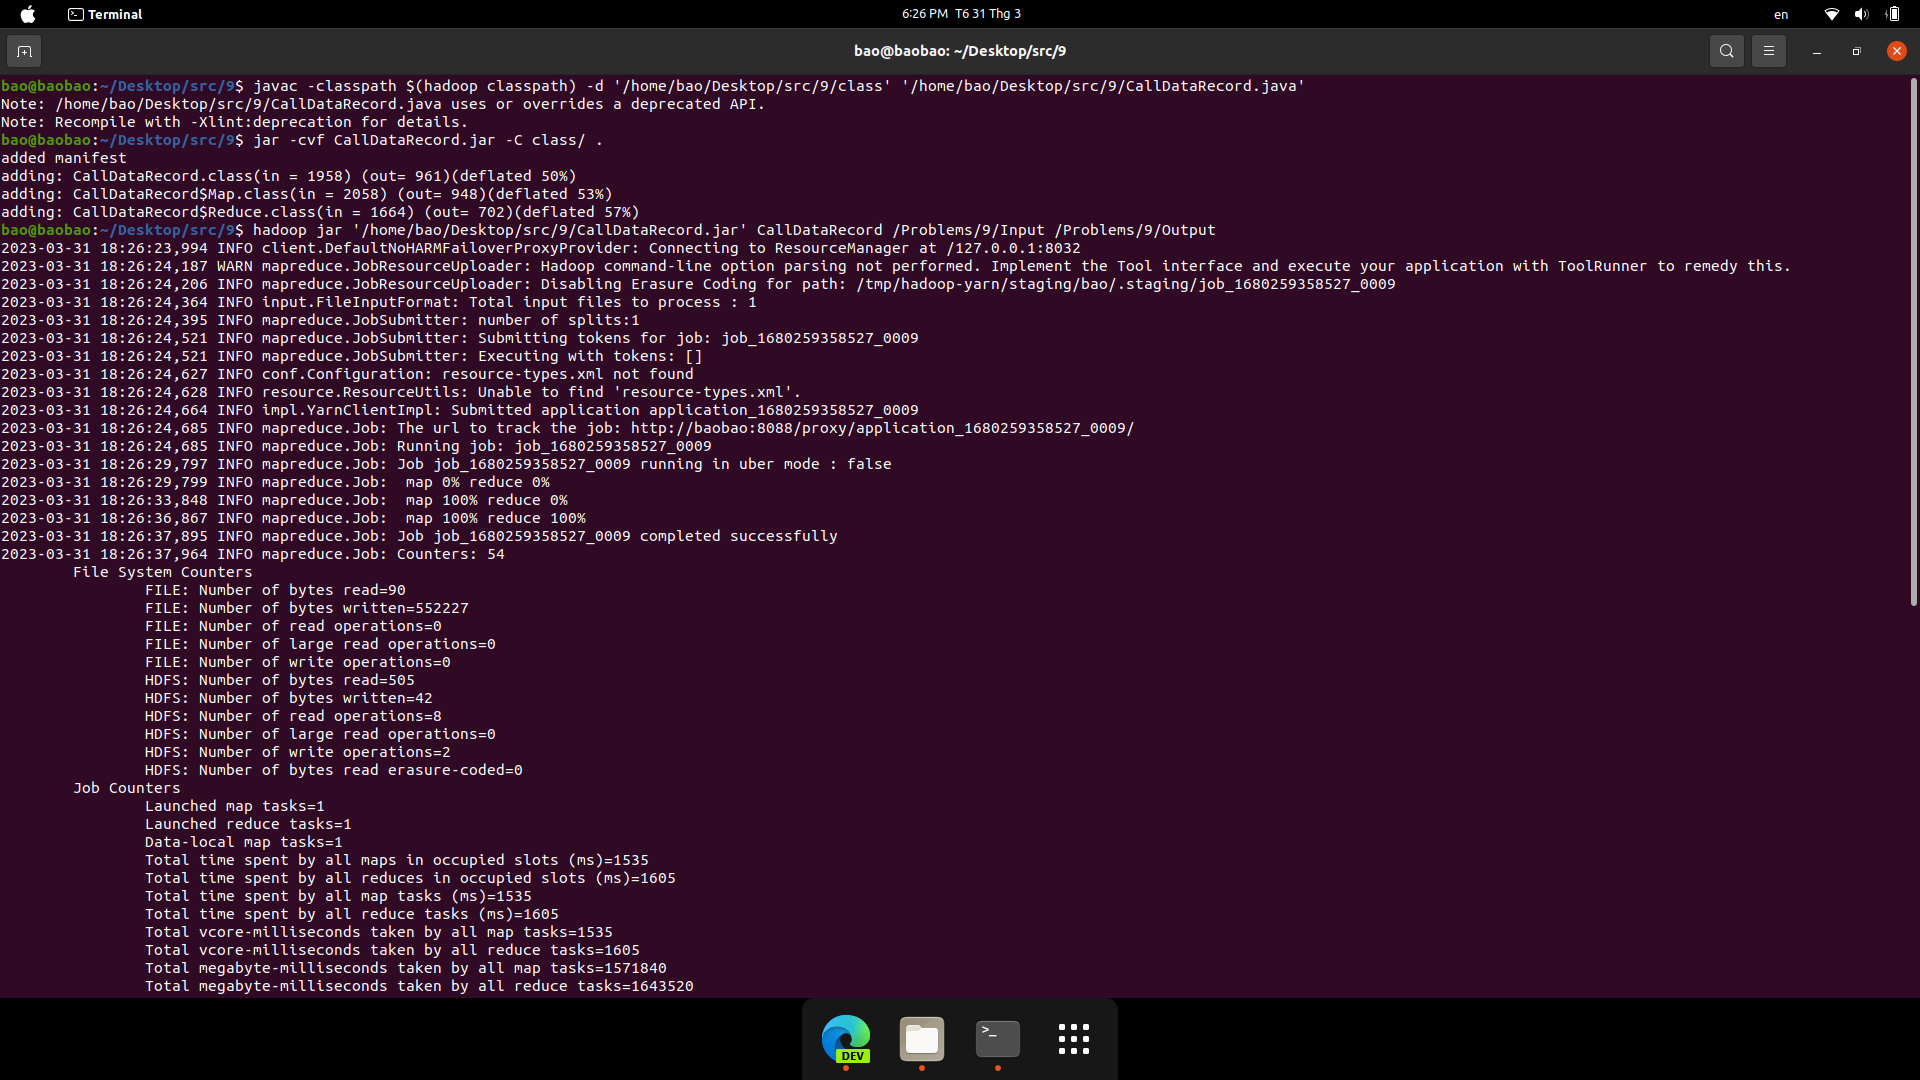 Terminal
6:26 PM T6 31 Thg 3
en
bao@baobao: ~/Desktop/src/9
bao@baobao:~/Desktop/src/9$ javac -classpath $(hadoop classpath) -d '/home/bao/Desktop/src/9/class' '/home/bao/Desktop/src/9/CallDataRecord.java'
Note: /home/bao/Desktop/src/9/CallDataRecord.java uses or overrides a deprecated API.
Note: Recompile with -Xlint:deprecation for details.
bao@baobao:~/Desktop/src/9$ jar -cvf CallDataRecord.jar -C class/ .
added manifest
adding: CallDataRecord.class(in = 1958) (out= 961)(deflated 50%)
adding: CallDataRecord$Map.class(in = 2058) (out= 948)(deflated 53%)
adding: CallDataRecord$Reduce.class(in = 1664) (out= 702)(deflated 57%)
bao@baobao:~/Desktop/src/9$ hadoop jar '/home/bao/Desktop/src/9/CallDataRecord.jar' CallDataRecord /Problems/9/Input /Problems/9/Output
2023-03-31 18:26:23,994 INFO client.DefaultNoHARMFailoverProxyProvider: Connecting to ResourceManager at /127.0.0.1:8032
2023-03-31 18:26:24,187 WARN mapreduce.JobResourceUploader: Hadoop command-line option parsing not performed. Implement the Tool interface and execute your application with ToolRunner to remedy this.
2023-03-31 18:26:24,206 INFO mapreduce.JobResourceUploader: Disabling Erasure Coding for path: /tmp/hadoop-yarn/staging/bao/.staging/job_1680259358527_0009
2023-03-31 18:26:24,364 INFO input.FileInputFormat: Total input files to process : 1
2023-03-31 18:26:24,395 INFO mapreduce.JobSubmitter: number of splits:1
2023-03-31 18:26:24,521 INFO mapreduce.JobSubmitter: Submitting tokens for job: job_1680259358527_0009
2023-03-31 18:26:24,521 INFO mapreduce.JobSubmitter: Executing with tokens: []
2023-03-31 18:26:24,627 INFO conf.Configuration: resource-types.xml not found
2023-03-31 18:26:24,628 INFO resource.ResourceUtils: Unable to find 'resource-types.xml'.
2023-03-31 18:26:24,664 INFO impl.YarnClientImpl: Submitted application application_1680259358527_0009
2023-03-31 18:26:24,685 INFO mapreduce.Job: The url to track the job: http://baobao:8088/proxy/application_1680259358527_0009/
2023-03-31 18:26:24,685 INFO mapreduce.Job: Running job: job_1680259358527_0009
2023-03-31 18:26:29,797 INFO mapreduce.Job: Job job_1680259358527_0009 running in uber mode : false
2023-03-31 18:26:29,799 INFO mapreduce.Job:  map 0% reduce 0%
2023-03-31 18:26:33,848 INFO mapreduce.Job:  map 100% reduce 0%
2023-03-31 18:26:36,867 INFO mapreduce.Job:  map 100% reduce 100%
2023-03-31 18:26:37,895 INFO mapreduce.Job: Job job_1680259358527_0009 completed successfully
2023-03-31 18:26:37,964 INFO mapreduce.Job: Counters: 54
File System Counters
FILE: Number of bytes read=90
FILE: Number of bytes written=552227
FILE: Number of read operations=0
FILE: Number of large read operations=0
FILE: Number of write operations=0
HDFS: Number of bytes read=505
HDFS: Number of bytes written=42
HDFS: Number of read operations=8
HDFS: Number of large read operations=0
HDFS: Number of write operations=2
HDFS: Number of bytes read erasure-coded=0
Job Counters
Launched map tasks=1
Launched reduce tasks=1
Data-local map tasks=1
Total time spent by all maps in occupied slots (ms)=1535
Total time spent by all reduces in occupied slots (ms)=1605
Total time spent by all map tasks (ms)=1535
Total time spent by all reduce tasks (ms)=1605
Total vcore-milliseconds taken by all map tasks=1535
Total vcore-milliseconds taken by all reduce tasks=1605
Total megabyte-milliseconds taken by all map tasks=1571840
Total megabyte-milliseconds taken by all reduce tasks=1643520
DEV
>_